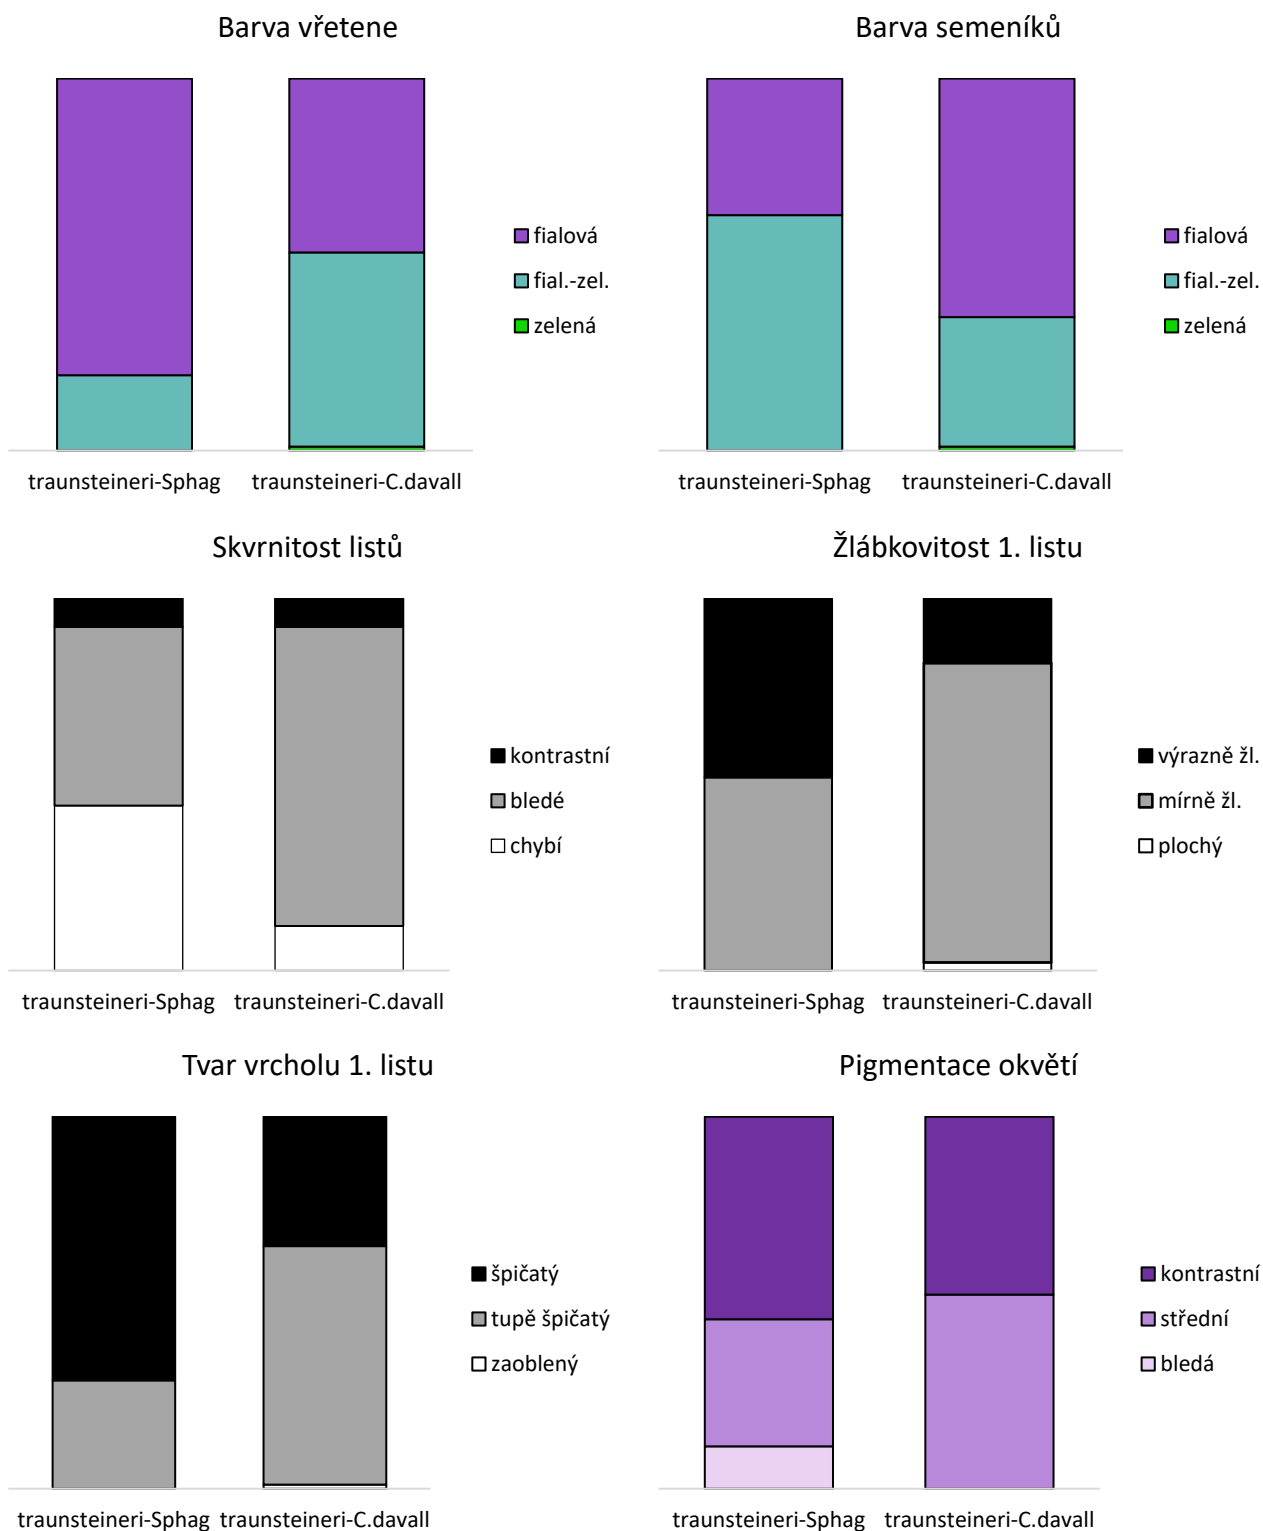 Barva vřetene
fialová
fial.-zel.
zelená
traunsteineri-Sphag traunsteineri-C.davall
Barva semeníků
fialová
fial.-zel.
zelená
traunsteineri-Sphag traunsteineri-C.davall
Skvrnitost listů
kontrastní
bledé
chybí
traunsteineri-Sphag traunsteineri-C.davall
Žlábkovitost 1. listu
výrazně žl.
mírně žl.
plochý
traunsteineri-Sphag traunsteineri-C.davall
Tvar vrcholu 1. listu
špičatý
tupě špičatý
zaoblený
traunsteineri-Sphag traunsteineri-C.davall
Pigmentace okvětí
kontrastní
střední
bledá
traunsteineri-Sphag traunsteineri-C.davall